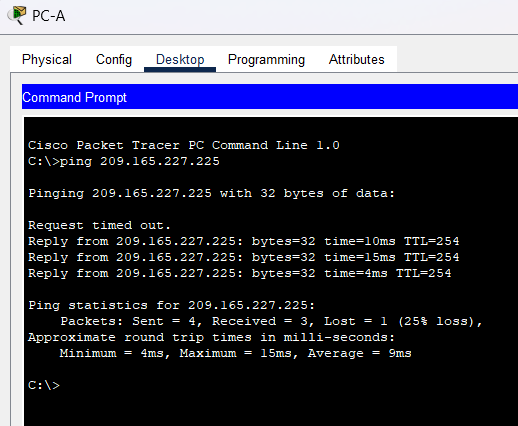 PC-A
Physical Config Desktop Programming Attributes
Command Prompt
Cisco Packet Tracer PC Command Line 1.0
C:\>ping 209.165.227.225
Pinging 209.165.227.225 with 32 bytes of data:
Request timed out.
Reply from 209.165.227.225: bytes=32 time=10ms TTL=254
Reply from 209.165.227.225: bytes=32 time=15ms TTL=254
Reply from 209.165.227.225: bytes=32 time=4ms TTL=254
Ping statistics for 209.165.227.225:
    Packets: Sent = 4, Received = 3, Lost = 1 (25% loss),
Approximate round trip times in milli-seconds:
    Minimum = 4ms, Maximum = 15ms, Average = 9ms
C:\>